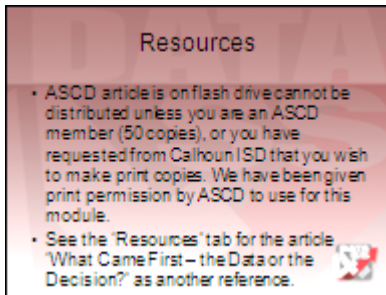 DATA
Resources
• ASCD article is on flash drive cannot be
distributed unless you are an ASCD
member (50 copies), or you have
requested from Calhoun ISD that you wish
to make print copies. We have been given
print permission by ASCD to use for this
module.
• See the "Resources" tab for the article
"What Came First – the Data or the
Decision?" as another reference.